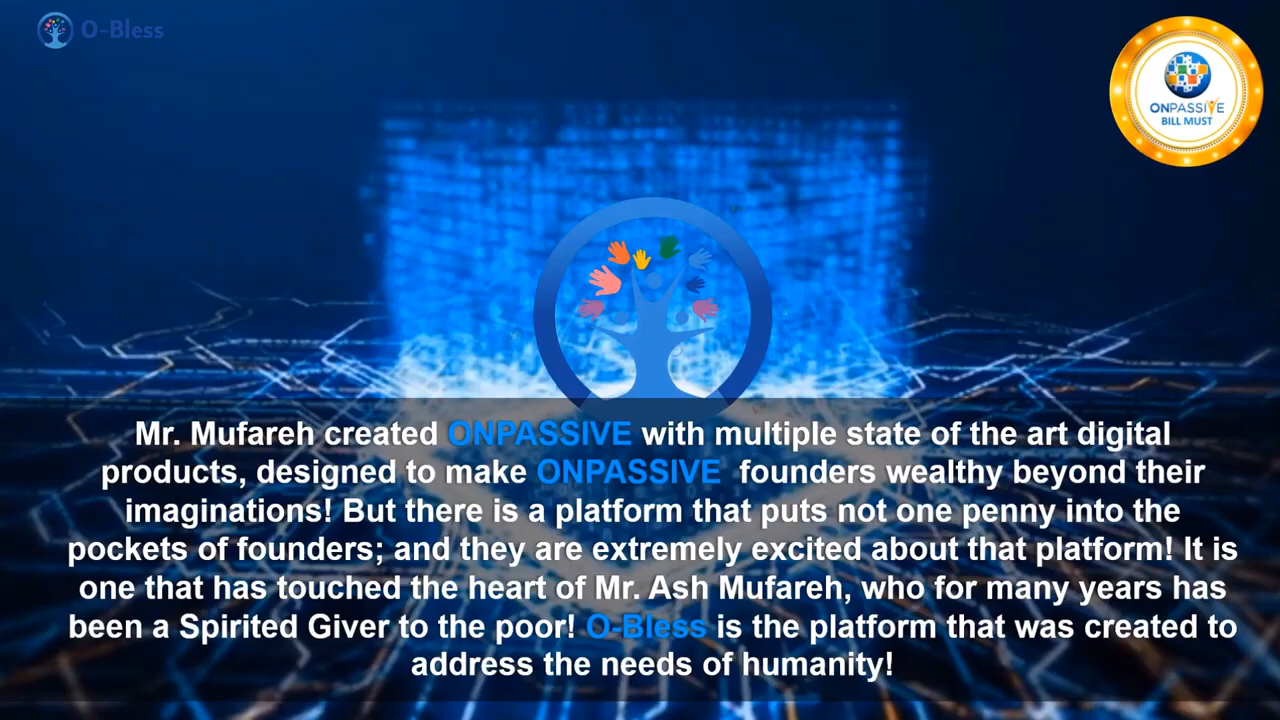 O-Bless
ONPASSIVE
BILL MUST
Mr. Mufareh created ONPASSIVE with multiple state of the art digital
products, designed to make ONPASSIVE founders wealthy beyond their
imaginations! But there is a platform that puts not one penny into the
pockets of founders; and they are extremely excited about that platform! It is
one that has touched the heart of Mr. Ash Mufareh, who for many years has
been a Spirited Giver to the poor! O-Bless is the platform that was created to
address the needs of humanity!